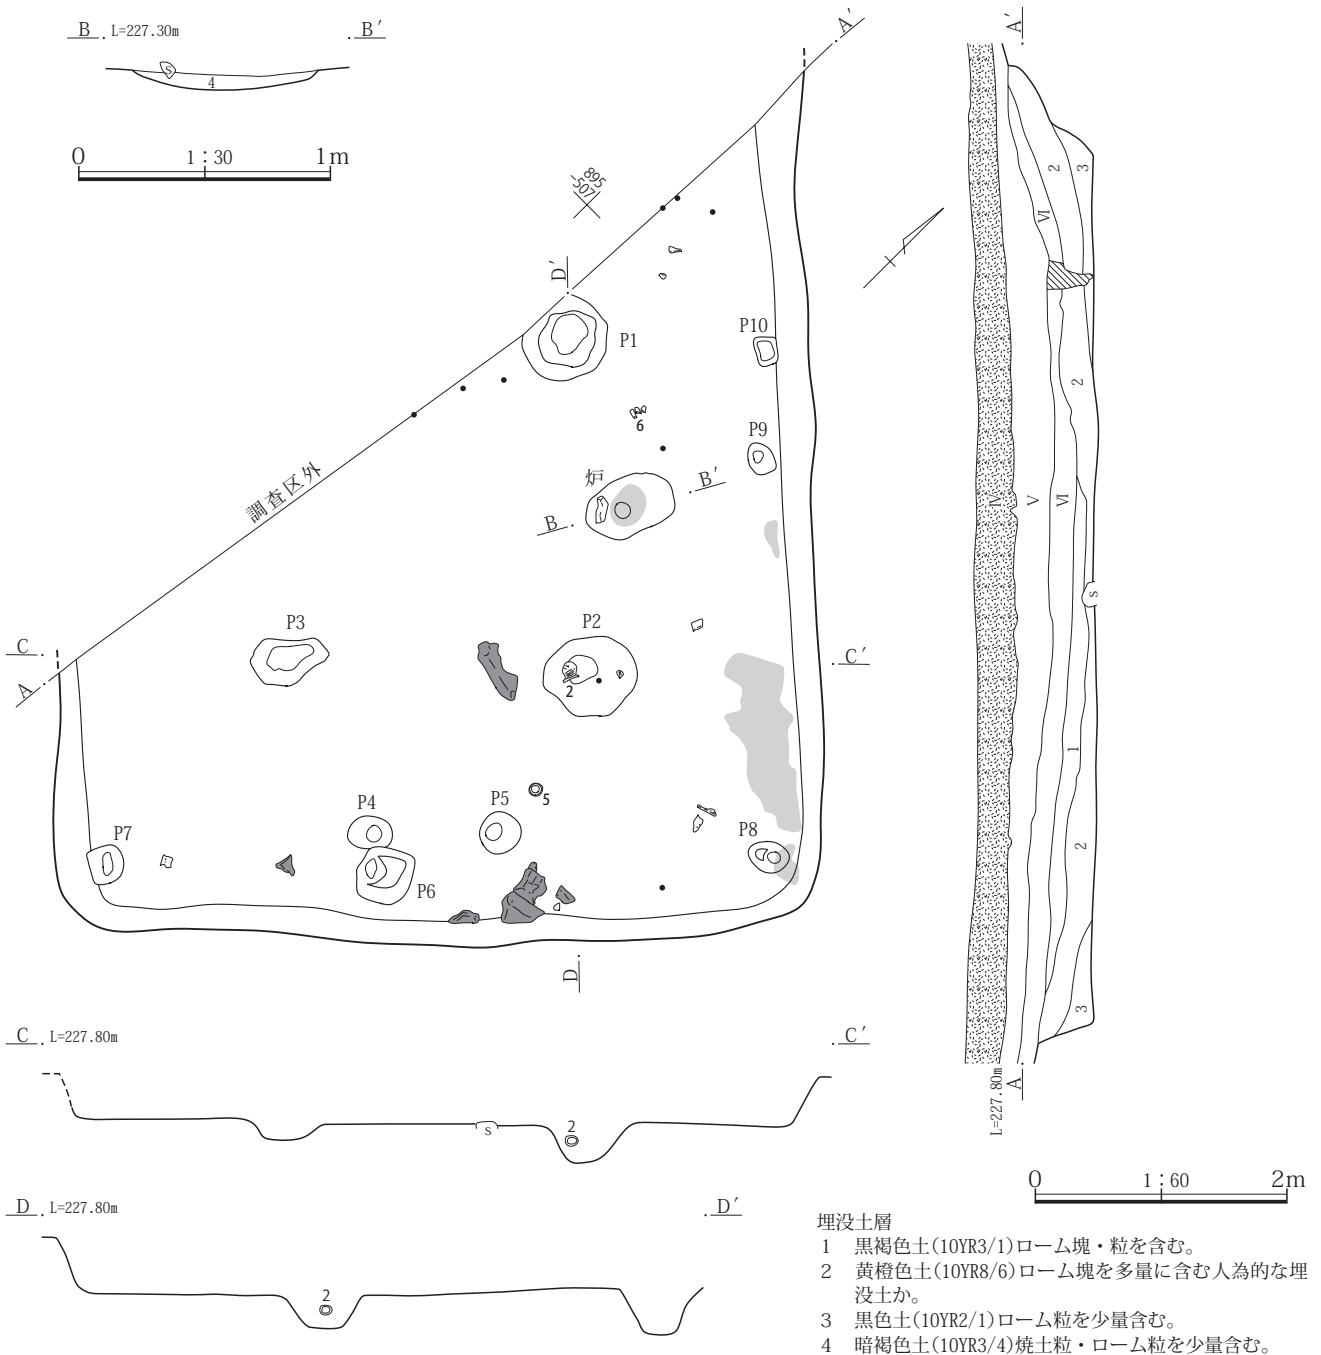 B L=227.30m B′
S
4
0 1：30 1m
A′
-895
-507
D′
P1
P10
6
P9
炉
B′
B
調査区外
P3
P2
2
C
C′
A
5
P4
P5
P7
P8
P6
D
C L=227.80m C′
2
S
D L=227.80m D′
2
A′
2
3
Ⅵ
2
Ⅳ
Ⅴ
Ⅵ
S
1
2
3
A
L=227.80m
0 1：60 2m
埋没土層
1 黒褐色土(10YR3/1)ローム塊・粒を含む。
2 黄橙色土(10YR8/6)ローム塊を多量に含む人為的な埋
没土か。
3 黒色土(10YR2/1)ローム粒を少量含む。
4 暗褐色土(10YR3/4)焼土粒・ローム粒を少量含む。